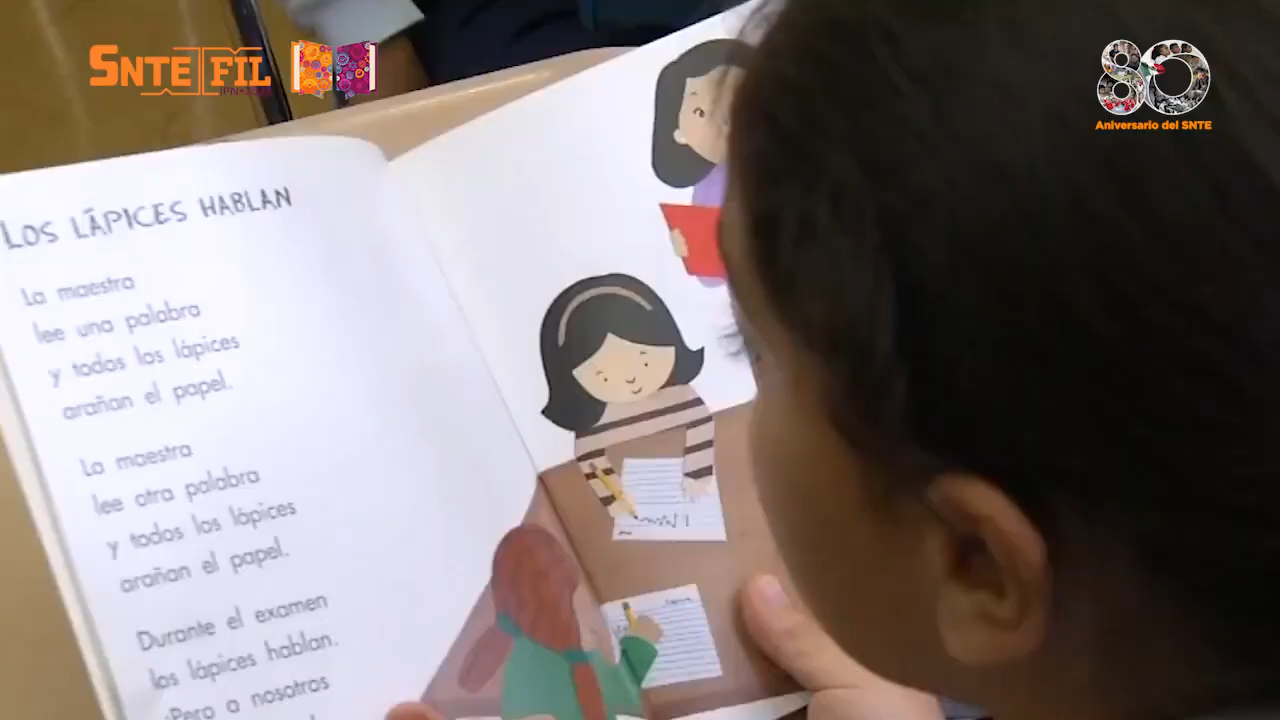 SNTE FIL
80
Aniversario del SNTE
LOS LÁPICES HABLAN
La maestra
lee una palabra
y todos los lápices
arañan el papel.
La maestra
lee otra palabra
y todos los lápices
arañan el papel.
Durante el examen
los lápices hablan.
¡Pero a nosotros